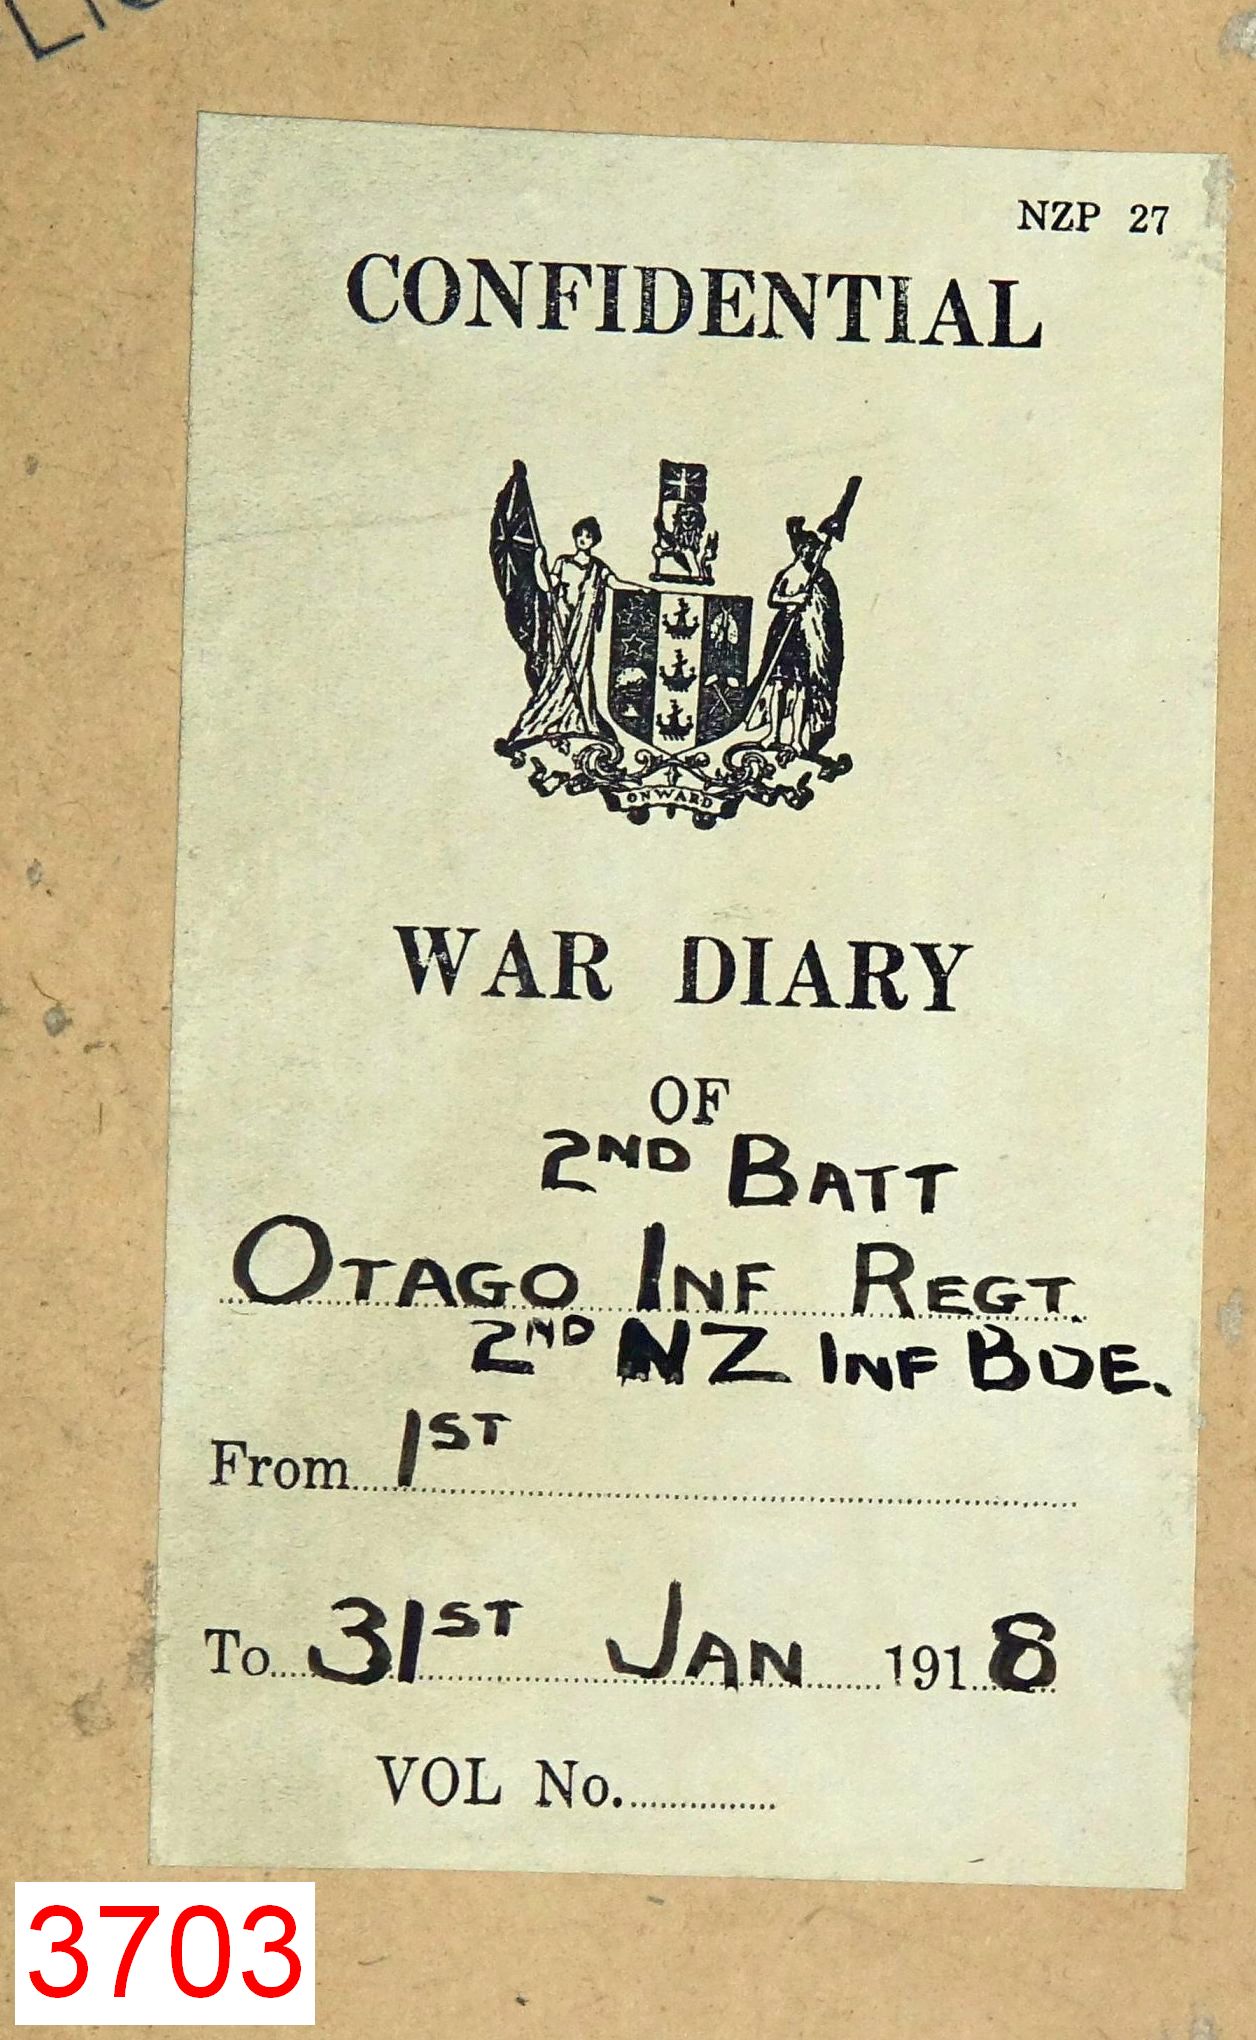 NZP 27
CONFIDENTIAL
ONWARD
WAR DIARY
OF
2ND BATT
OTAGO INF REGT.
2ND NZ INF BDE.
From 1ST
To 31ST JAN 1918
VOL No.
3703